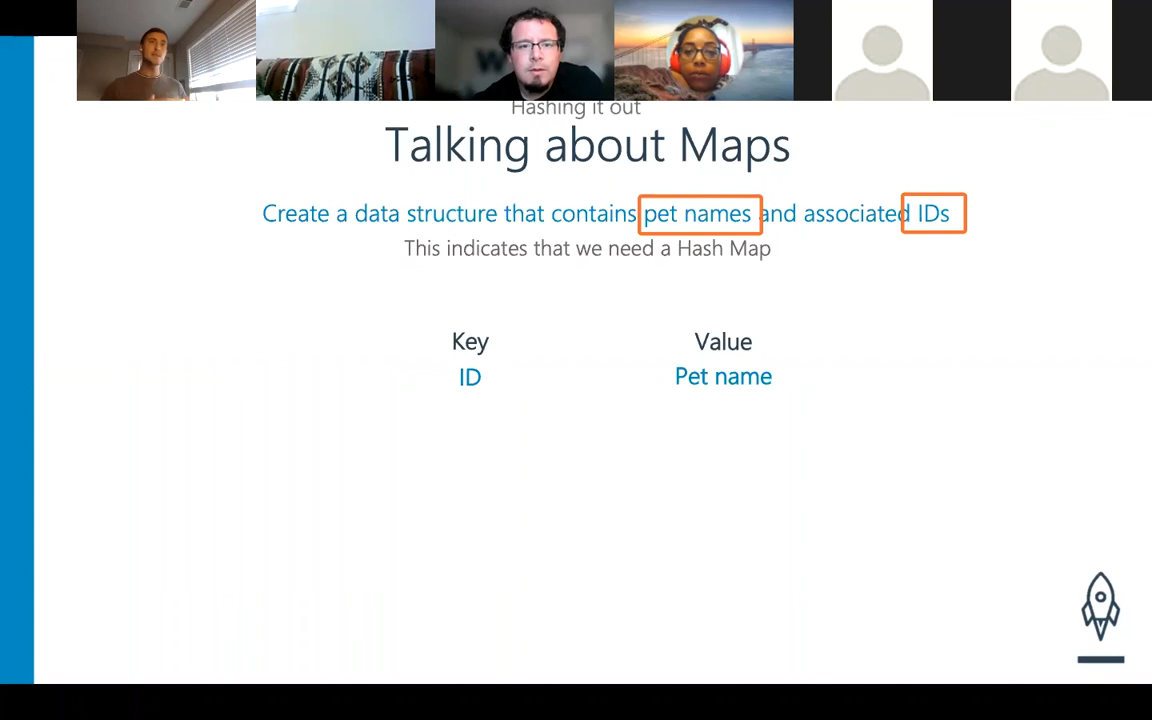 Hashing it out
Talking about Maps
Create a data structure that contains pet names and associated IDs
This indicates that we need a Hash Map
Key Value
ID Pet name